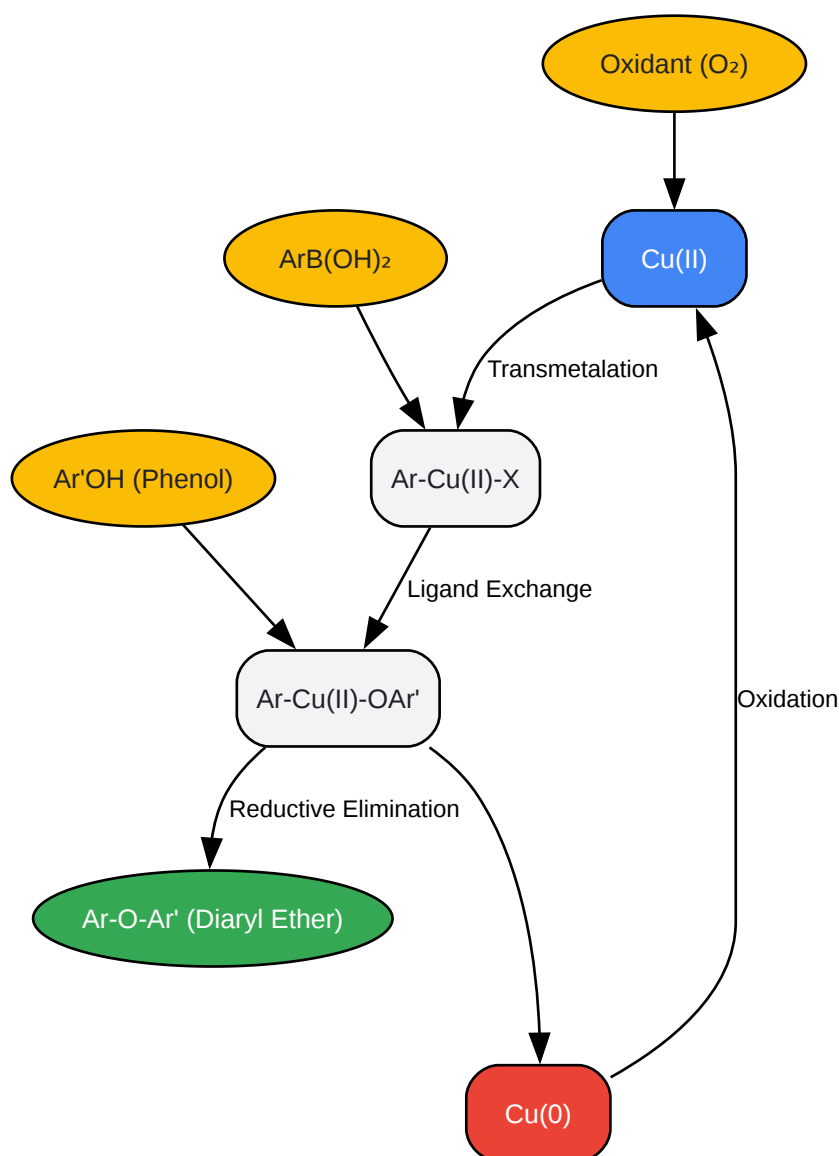 Oxidant (O₂)
ArB(OH)₂
Cu(II)
Transmetalation
Ar'OH (Phenol)
Ar-Cu(II)-X
Ligand Exchange
Ar-Cu(II)-OAr'
Oxidation
Reductive Elimination
Ar-O-Ar' (Diaryl Ether)
Cu(0)